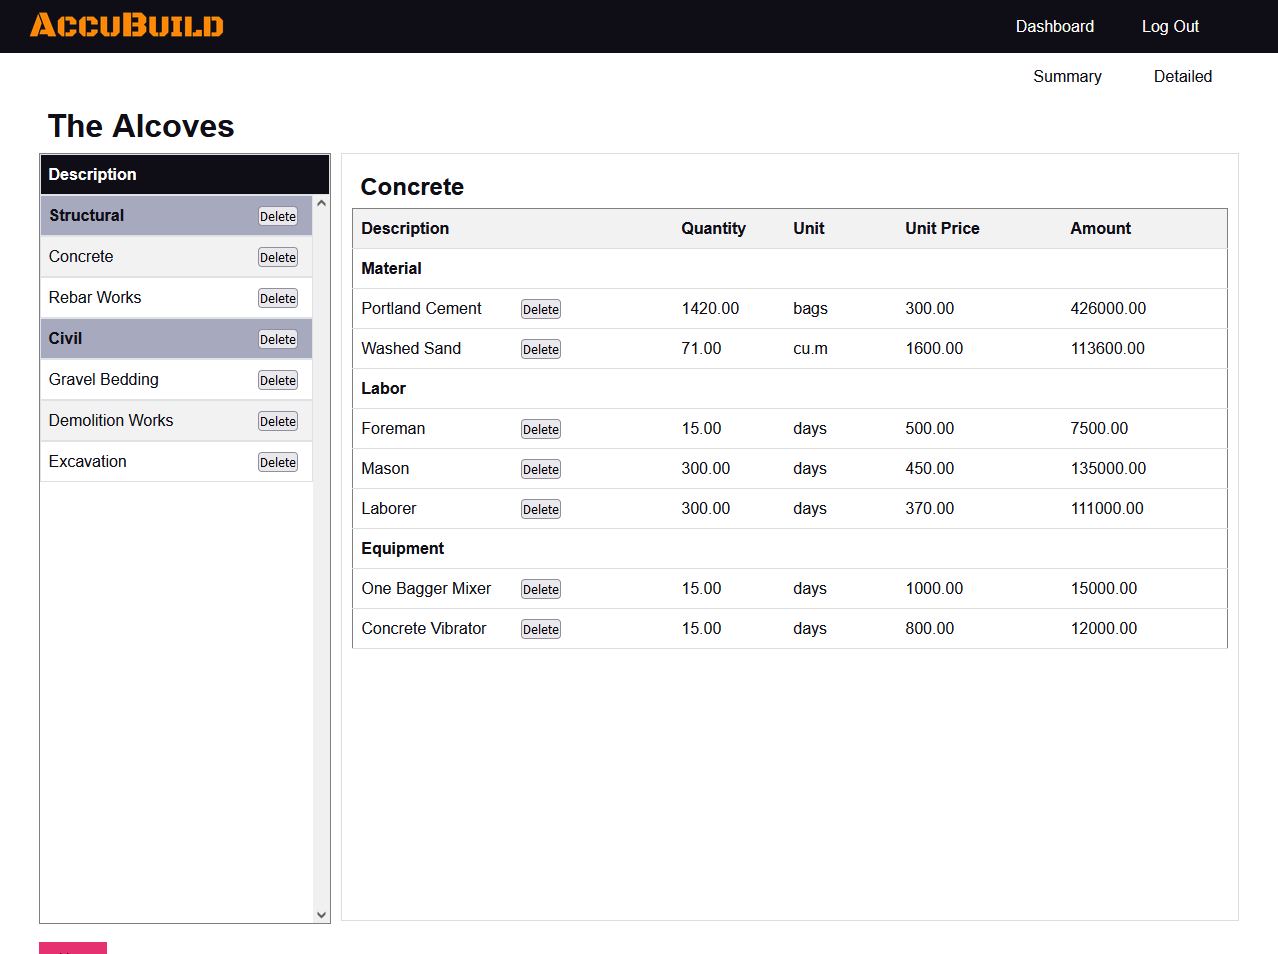 AccuBuild
Dashboard Log Out
Summary Detailed
The Alcoves
Description
Structural Delete
Concrete Delete
Rebar Works Delete
Civil Delete
Gravel Bedding Delete
Demolition Works Delete
Excavation Delete
Concrete
Description Quantity Unit Unit Price Amount
Material
Portland Cement Delete 1420.00 bags 300.00 426000.00
Washed Sand Delete 71.00 cu.m 1600.00 113600.00
Labor
Foreman Delete 15.00 days 500.00 7500.00
Mason Delete 300.00 days 450.00 135000.00
Laborer Delete 300.00 days 370.00 111000.00
Equipment
One Bagger Mixer Delete 15.00 days 1000.00 15000.00
Concrete Vibrator Delete 15.00 days 800.00 12000.00